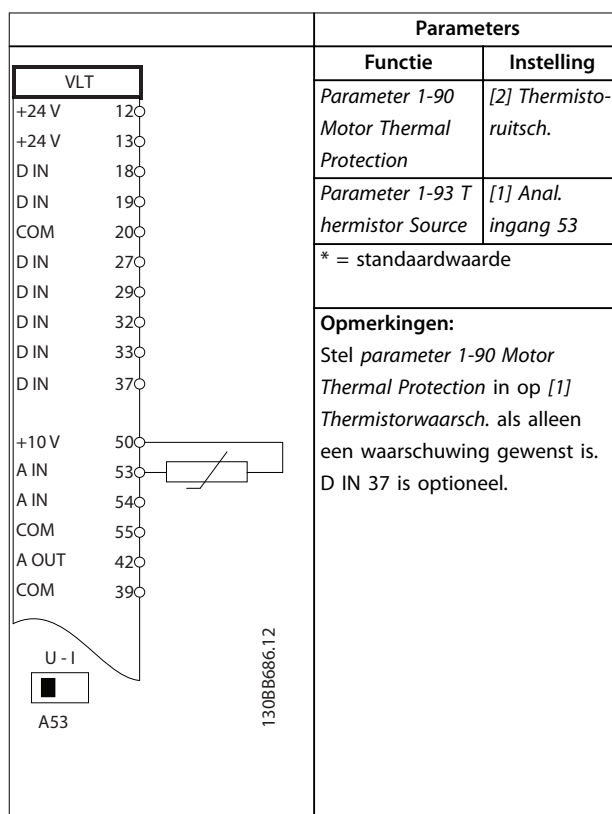 VLT
+24 V 12
+24 V 13
D IN 18
D IN 19
COM 20
D IN 27
D IN 29
D IN 32
D IN 33
D IN 37
+10 V 50
A IN 53
A IN 54
COM 55
A OUT 42
COM 39
U - I
A53
130BB686.12
Parameters
Functie Instelling
Parameter 1-90 [2] Thermisto-
Motor Thermal ruitsch.
Protection
Parameter 1-93 T [1] Anal.
hermistor Source ingang 53
* = standaardwaarde
Opmerkingen:
Stel parameter 1-90 Motor
Thermal Protection in op [1]
Thermistorwaarsch. als alleen
een waarschuwing gewenst is.
D IN 37 is optioneel.